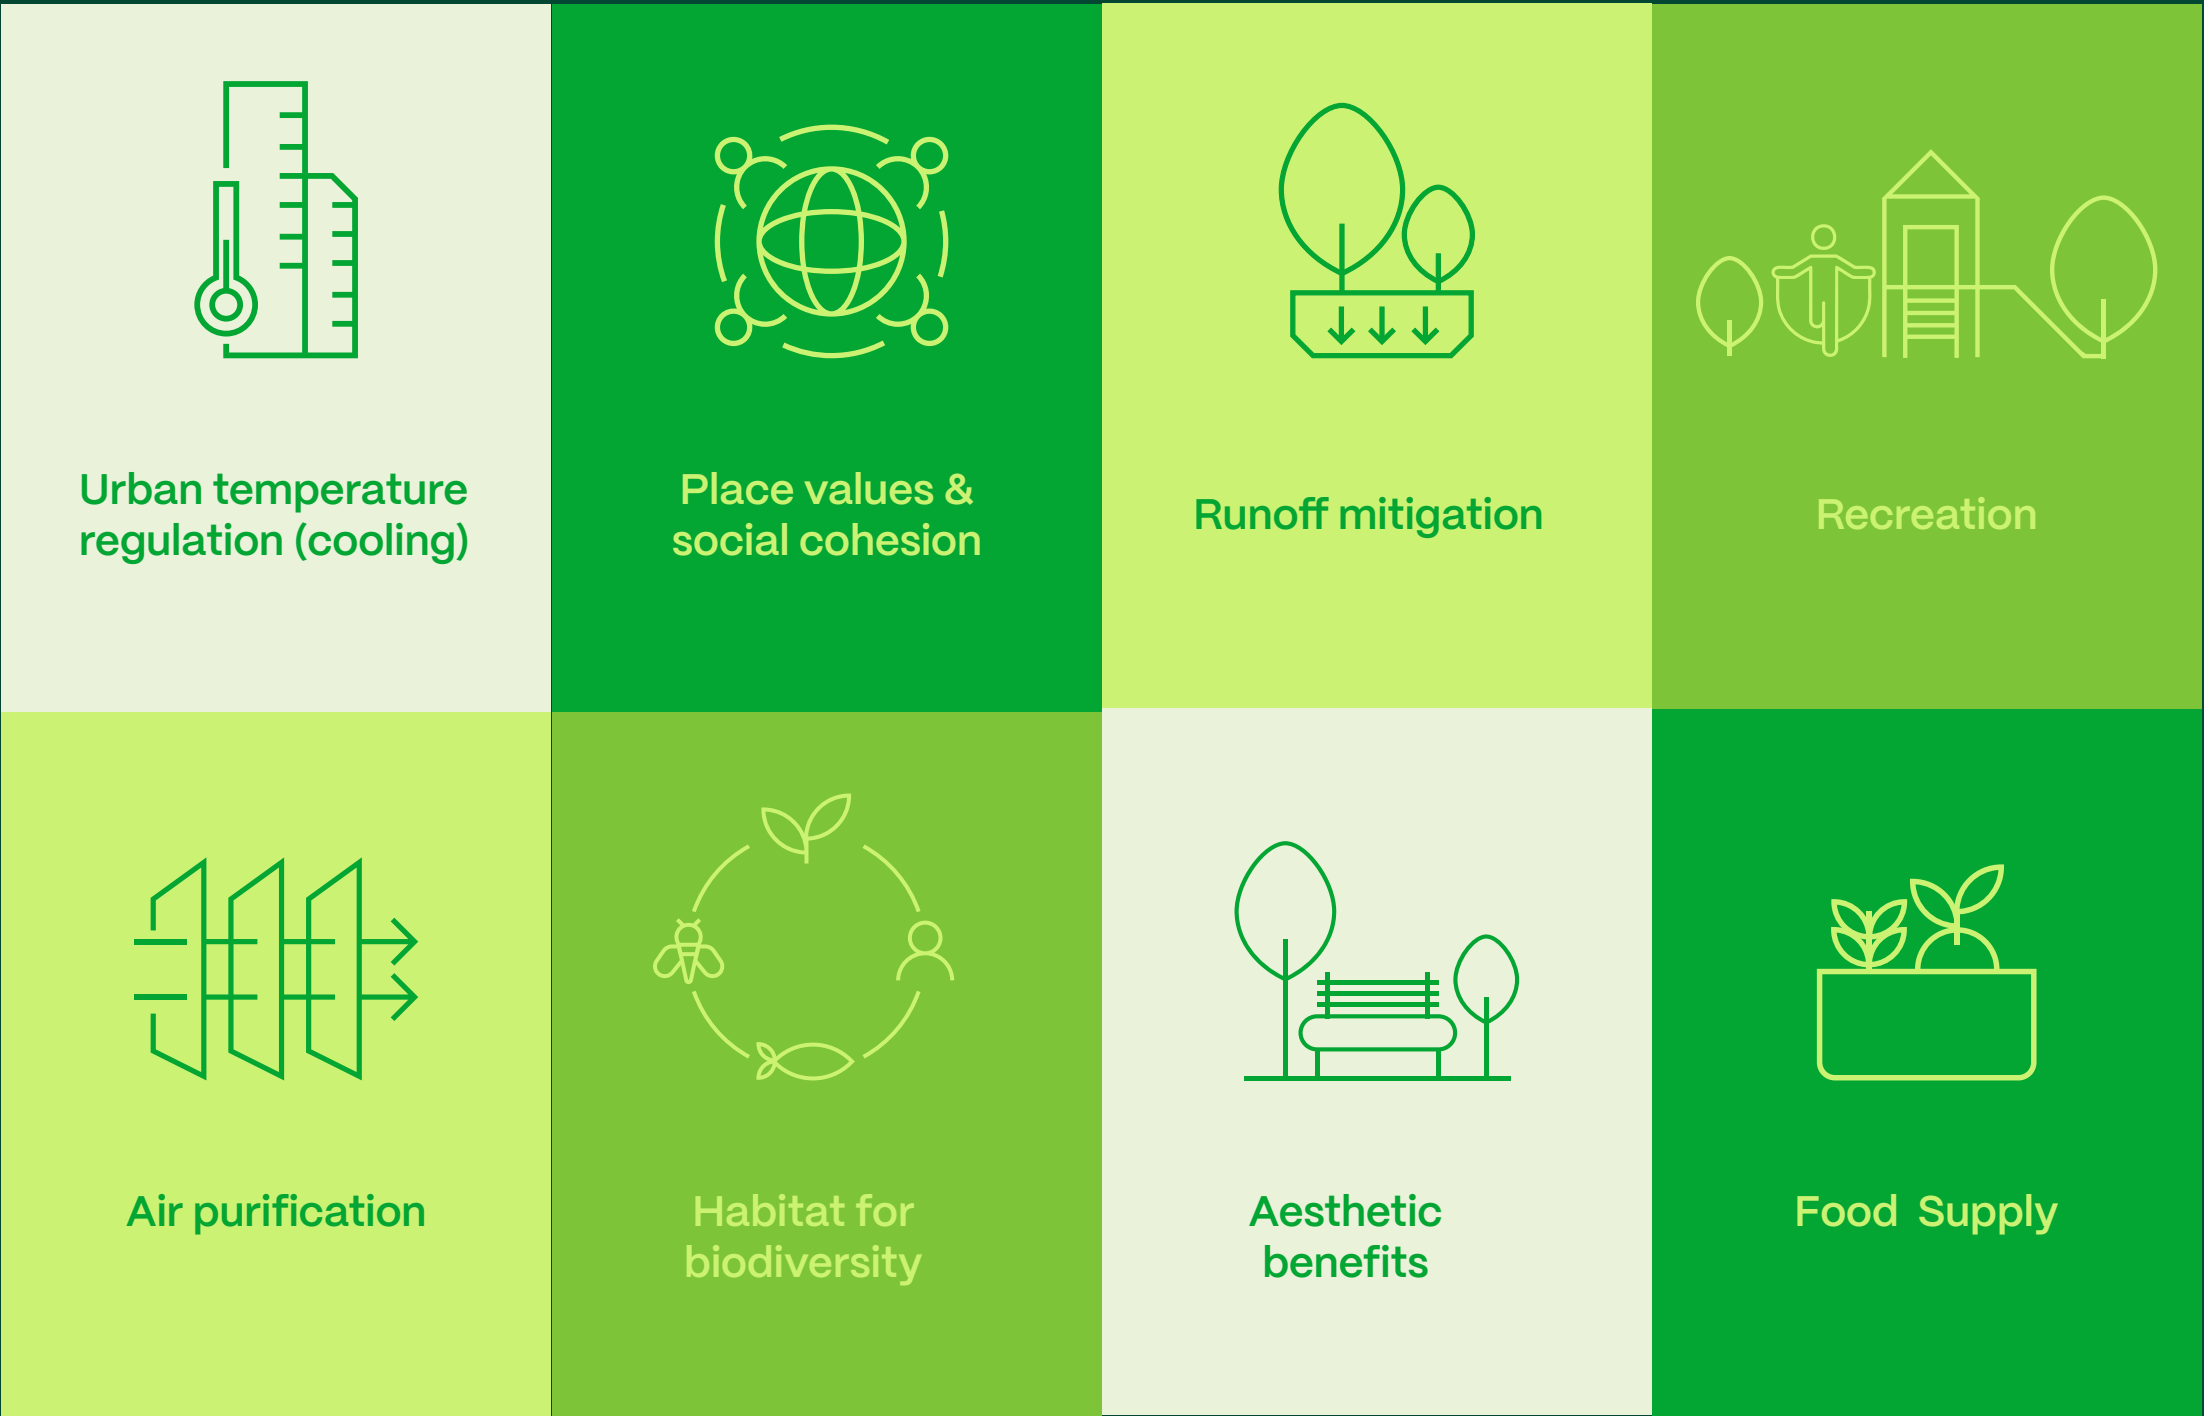 Urban temperature
regulation (cooling)
Place values &
social cohesion
Runoff mitigation
Recreation
Air purification
Habitat for
biodiversity
Aesthetic
benefits
Food  Supply